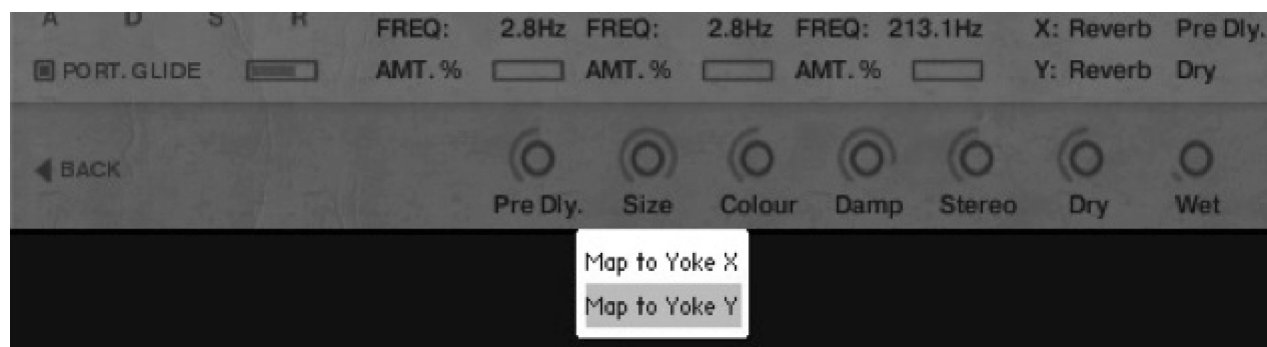 A D S R
FREQ: 2.8Hz FREQ: 2.8Hz FREQ: 213.1Hz X: Reverb Pre Dly.
PORT. GLIDE AMT. % AMT. % AMT. % Y: Reverb Dry
BACK
Pre Dly. Size Colour Damp Stereo Dry Wet
Map to Yoke X
Map to Yoke Y